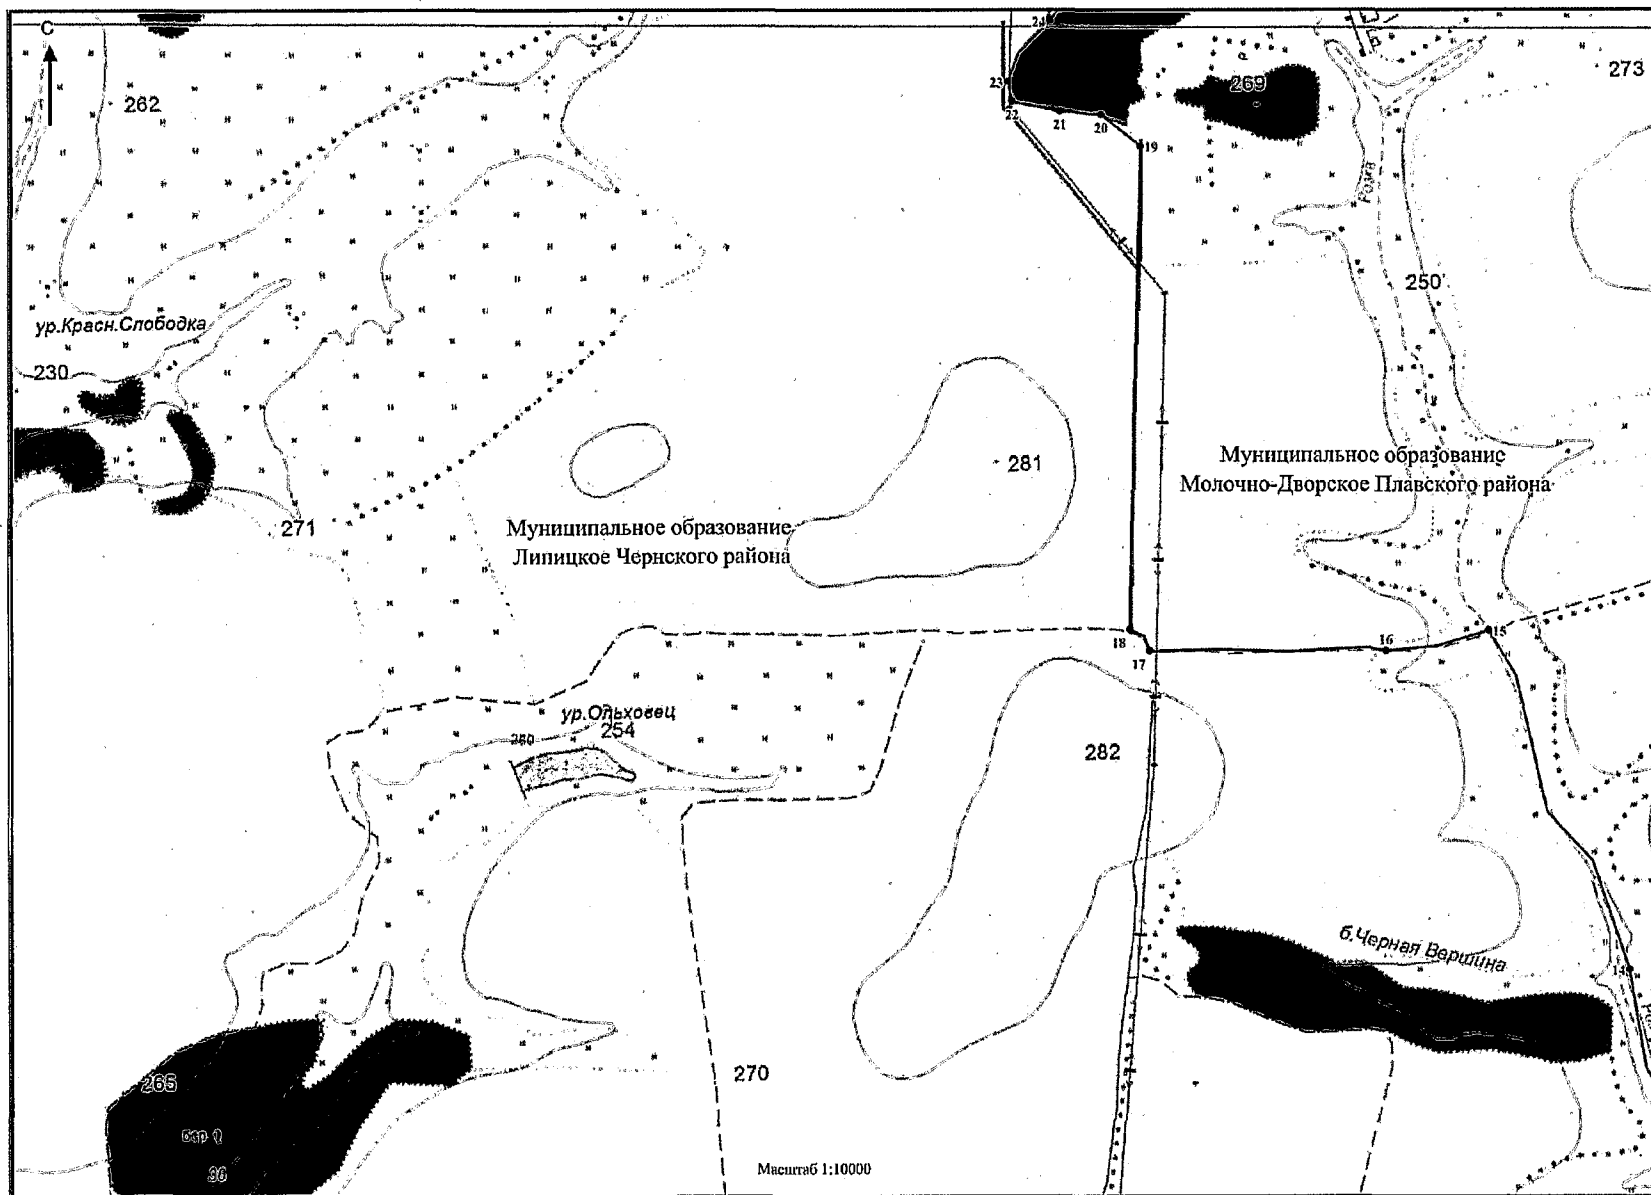 С
24
23
22
21
20
19
262
269
273
250
ур.Красн.Слободка
230
281
Муниципальное образование
Молочно-Дворское Плавского района
271
Муниципальное образование
Липицкое Чернского района
18
17
16
15
ур.Ольховец
254
260
282
б.Черная Вершина
14
265
270
Масштаб 1:10000